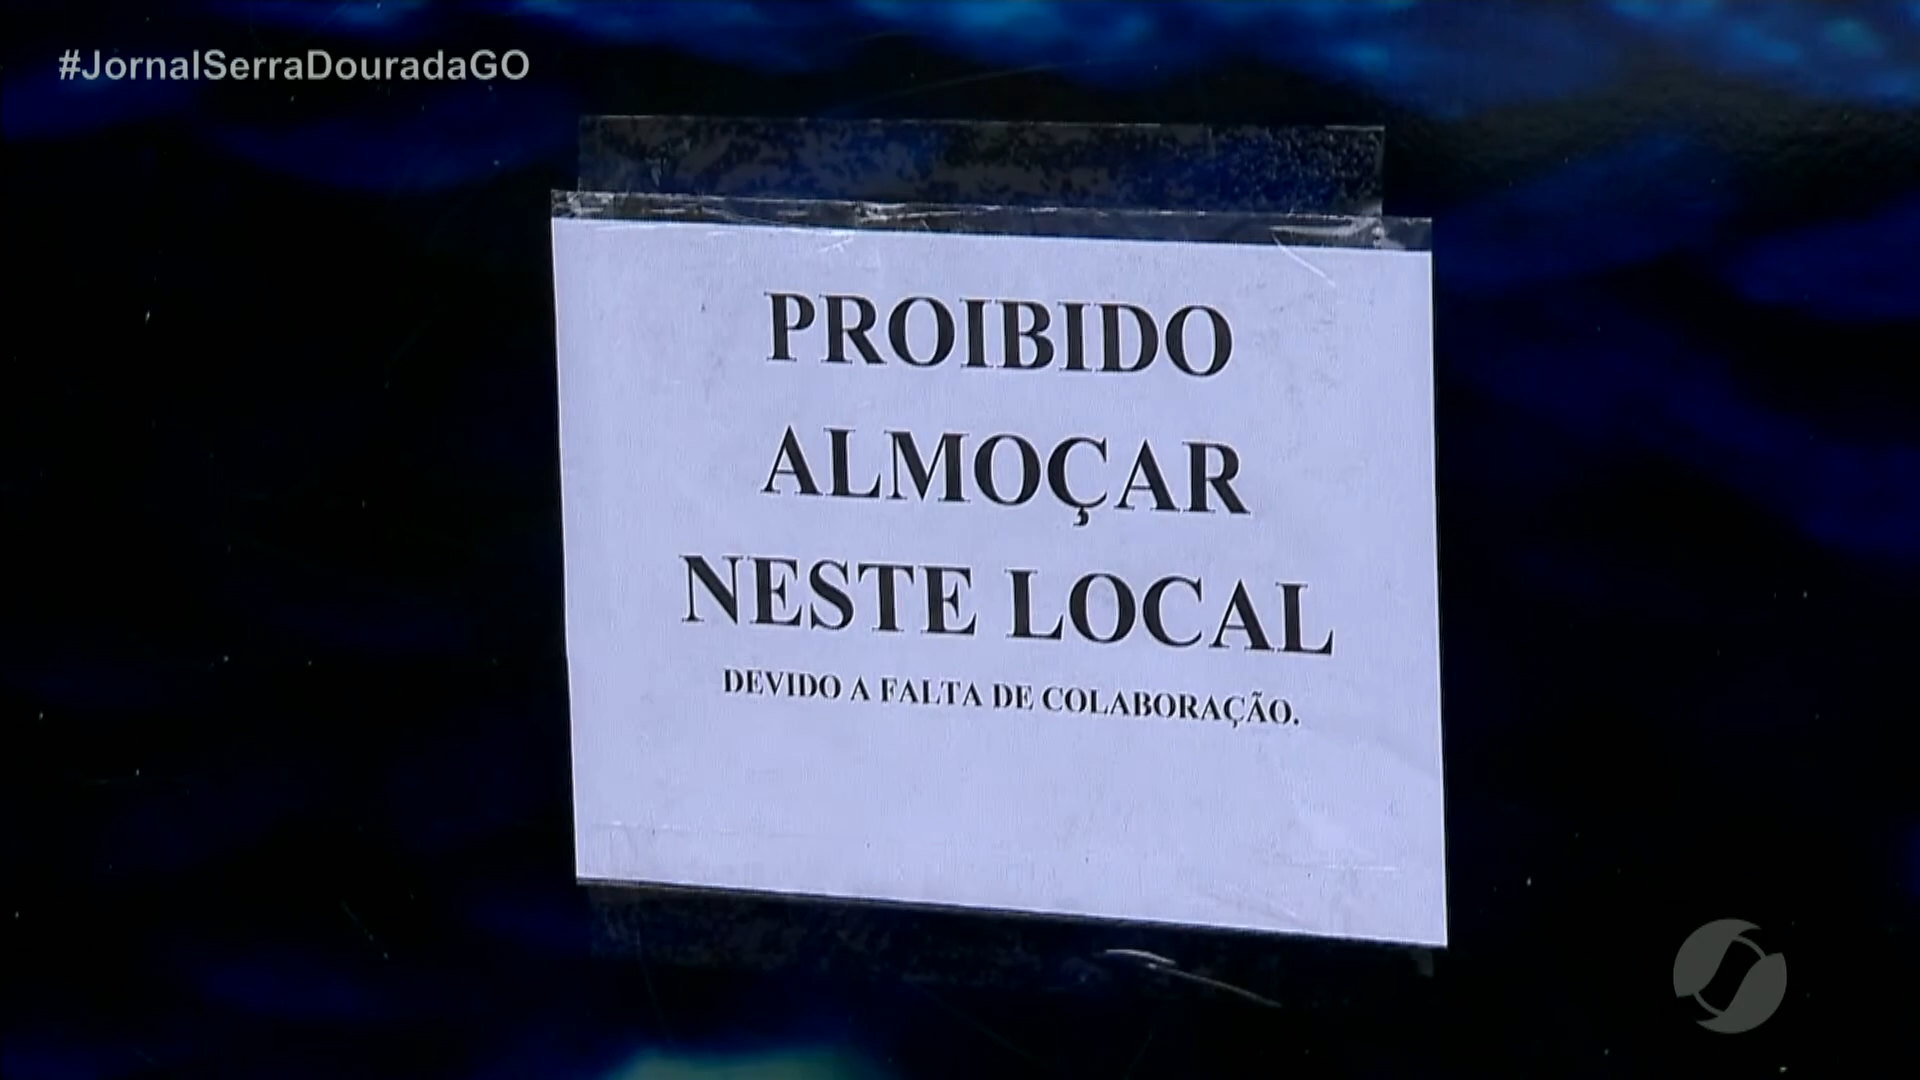 #JornalSerraDouradaGO
PROIBIDO
ALMOÇAR
NESTE LOCAL
DEVIDO A FALTA DE COLABORAÇÃO.